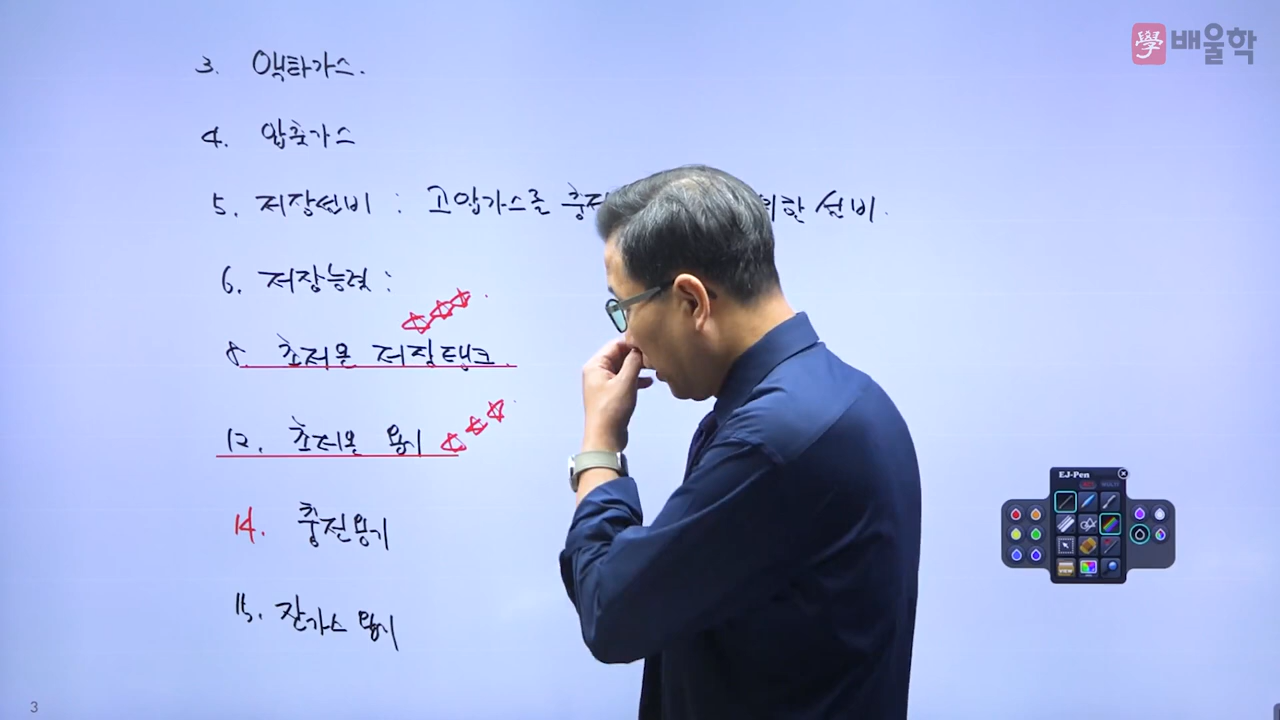 學 배울학
3. 액화가스.
4. 압축가스
5. 저장설비 : 고압가스를 충전 위한 설비.
6. 저장능력 :
8. 초저온 저장탱크.
12. 초저온 용기
14. 충전용기
15. 잔가스 용기
EJ-Pen
VIEW
3